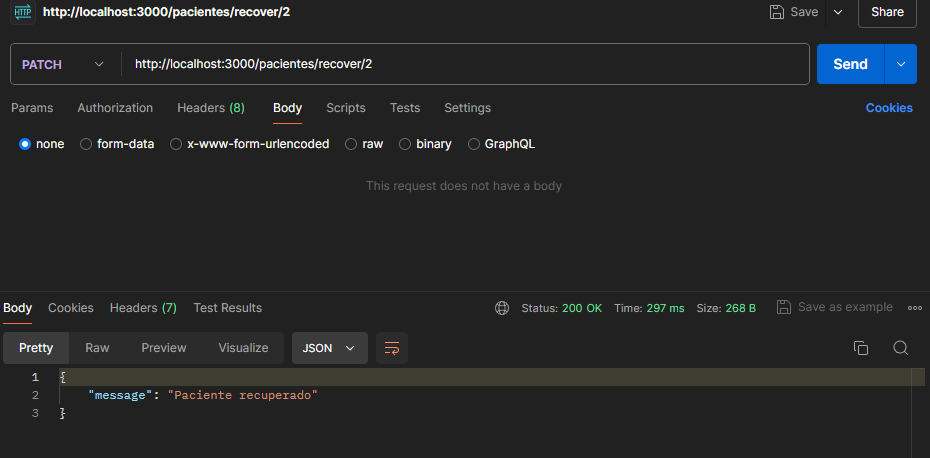 HTTP http://localhost:3000/pacientes/recover/2 Save Share
PATCH http://localhost:3000/pacientes/recover/2 Send
Params Authorization Headers (8) Body Scripts Tests Settings Cookies
none form-data x-www-form-urlencoded raw binary GraphQL
This request does not have a body
Body Cookies Headers (7) Test Results Status: 200 OK Time: 297 ms Size: 268 B Save as example
Pretty Raw Preview Visualize JSON
1 {
2 "message": "Paciente recuperado"
3 }